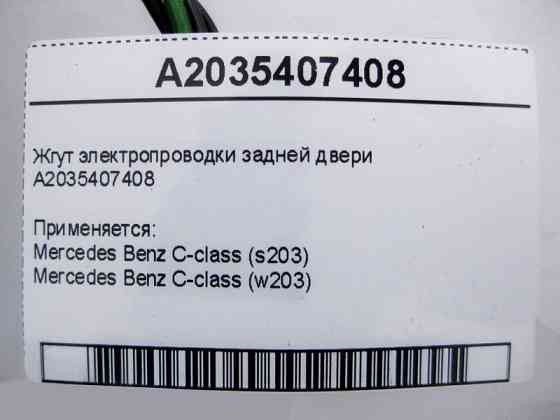 A2035407408
Жгут электропроводки задней двери
A2035407408
Применяется:
Mercedes Benz C-class (s203)
Mercedes Benz C-class (w203)